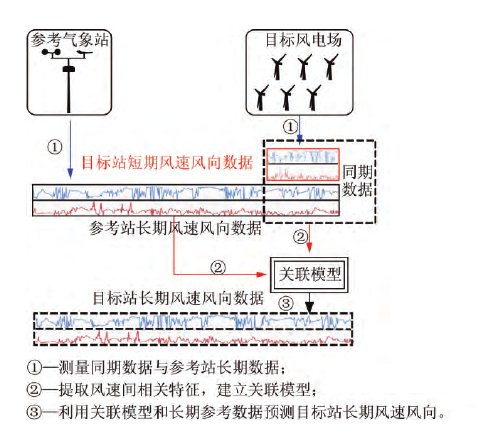 参考气象站
目标风电场
①
①
目标站短期风速风向数据
同期
数据
参考站长期风速风向数据
②
②
关联模型
目标站长期风速风向数据
③
①—测量同期数据与参考站长期数据;
②—提取风速间相关特征，建立关联模型;
③—利用关联模型和长期参考数据预测目标站长期风速风向。